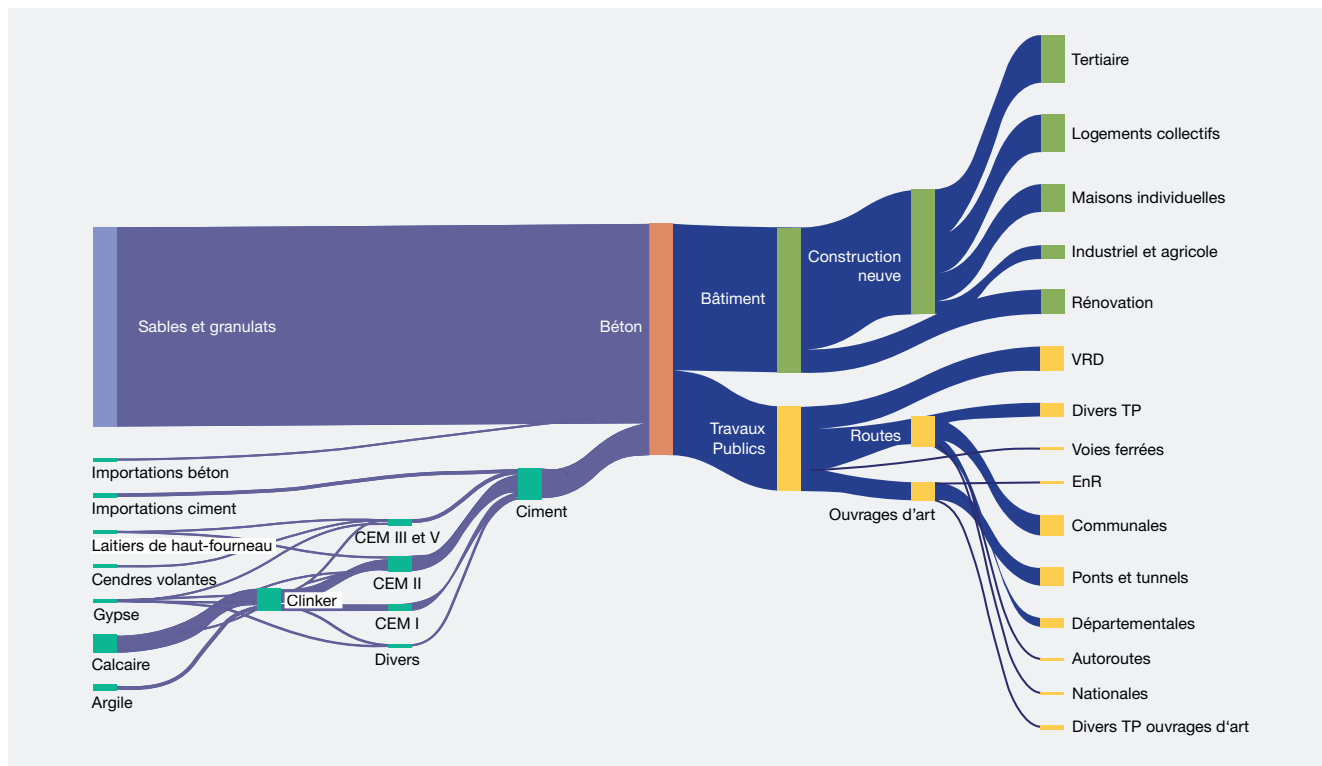 Tertiaire
Logements collectifs
Maisons individuelles
Construction
neuve
Industriel et agricole
Bâtiment
Rénovation
Sables et granulats
Béton
VRD
Divers TP
Travaux
Publics
Routes
Voies ferrées
Importations béton
EnR
Importations ciment
Ciment
Ouvrages d'art
Communales
CEM III et V
Laitiers de haut-fourneau
Cendres volantes
CEM II
Ponts et tunnels
Clinker
Gypse
CEM I
Départementales
Calcaire
Divers
Autoroutes
Nationales
Argile
Divers TP ouvrages d‘art